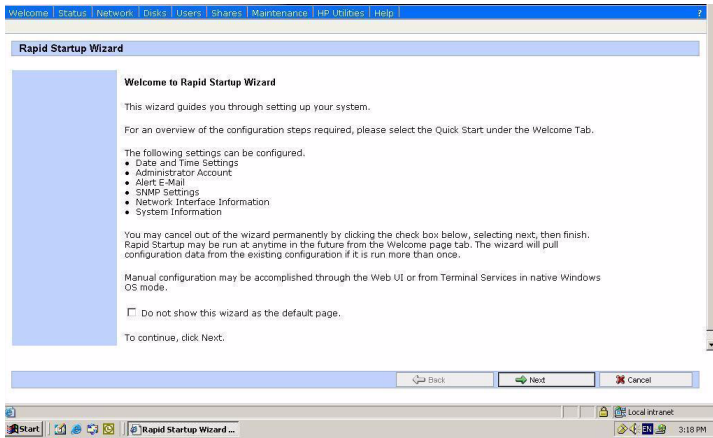 Welcome Status Network Disks Users Shares Maintenance HP Utilities Help ?
Rapid Startup Wizard
Welcome to Rapid Startup Wizard
This wizard guides you through setting up your system.
For an overview of the configuration steps required, please select the Quick Start under the Welcome Tab.
The following settings can be configured.
• Date and Time Settings
• Administrator Account
• Alert E-Mail
• SNMP Settings
• Network Interface Information
• System Information
You may cancel out of the wizard permanently by clicking the check box below, selecting next, then finish.
Rapid Startup may be run at anytime in the future from the Welcome page tab. The wizard will pull
configuration data from the existing configuration if it is run more than once.
Manual configuration may be accomplished through the Web UI or from Terminal Services in native Windows
OS mode.
Do not show this wizard as the default page.
To continue, click Next.
Back Next Cancel
Local intranet
Start Rapid Startup Wizard ... EN 3:18 PM